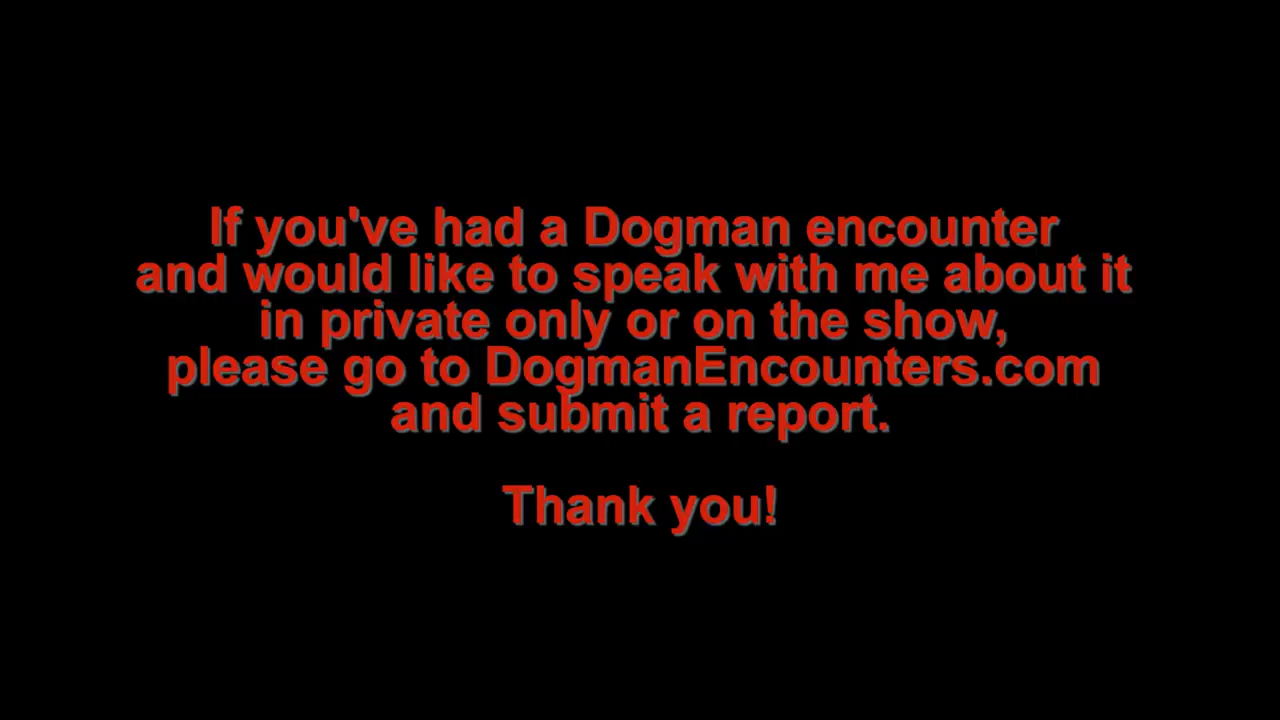 If you've had a Dogman encounter
and would like to speak with me about it
in private only or on the show,
please go to DogmanEncounters.com
and submit a report.
Thank you!